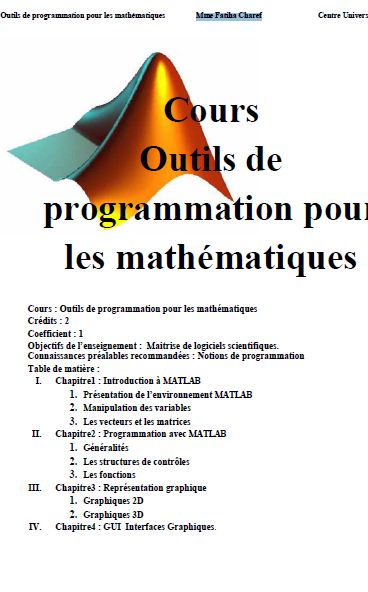 Outils de programmation pour les mathématiques Mme Fatiha Charef Centre Univers
Cours
Outils de
programmation pour
les mathématiques
Cours : Outils de programmation pour les mathématiques
Crédits : 2
Coefficient : 1
Objectifs de l'enseignement : Maitrise de logiciels scientifiques.
Connaissances préalables recommandées : Notions de programmation
Table de matière :
I. Chapitre1 : Introduction à MATLAB
1. Présentation de l'environnement MATLAB
2. Manipulation des variables
3. Les vecteurs et les matrices
II. Chapitre2 : Programmation avec MATLAB
1. Généralités
2. Les structures de contrôles
3. Les fonctions
III. Chapitre3 : Représentation graphique
1. Graphiques 2D
2. Graphiques 3D
IV. Chapitre4 : GUI Interfaces Graphiques.